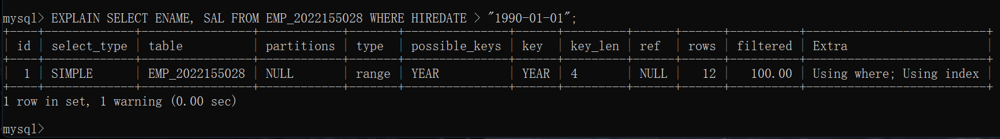 mysql> EXPLAIN SELECT ENAME, SAL FROM EMP_2022155028 WHERE HIREDATE > "1990-01-01";
+----+-------------+----------------+------------+-------+---------------+------+---------+------+------+----------+--------------------------+
| id | select_type | table          | partitions | type  | possible_keys | key  | key_len | ref  | rows | filtered | Extra                    |
+----+-------------+----------------+------------+-------+---------------+------+---------+------+------+----------+--------------------------+
|  1 | SIMPLE      | EMP_2022155028 | NULL       | range | YEAR          | YEAR | 4       | NULL |   12 |   100.00 | Using where; Using index |
+----+-------------+----------------+------------+-------+---------------+------+---------+------+------+----------+--------------------------+
1 row in set, 1 warning (0.00 sec)
mysql>